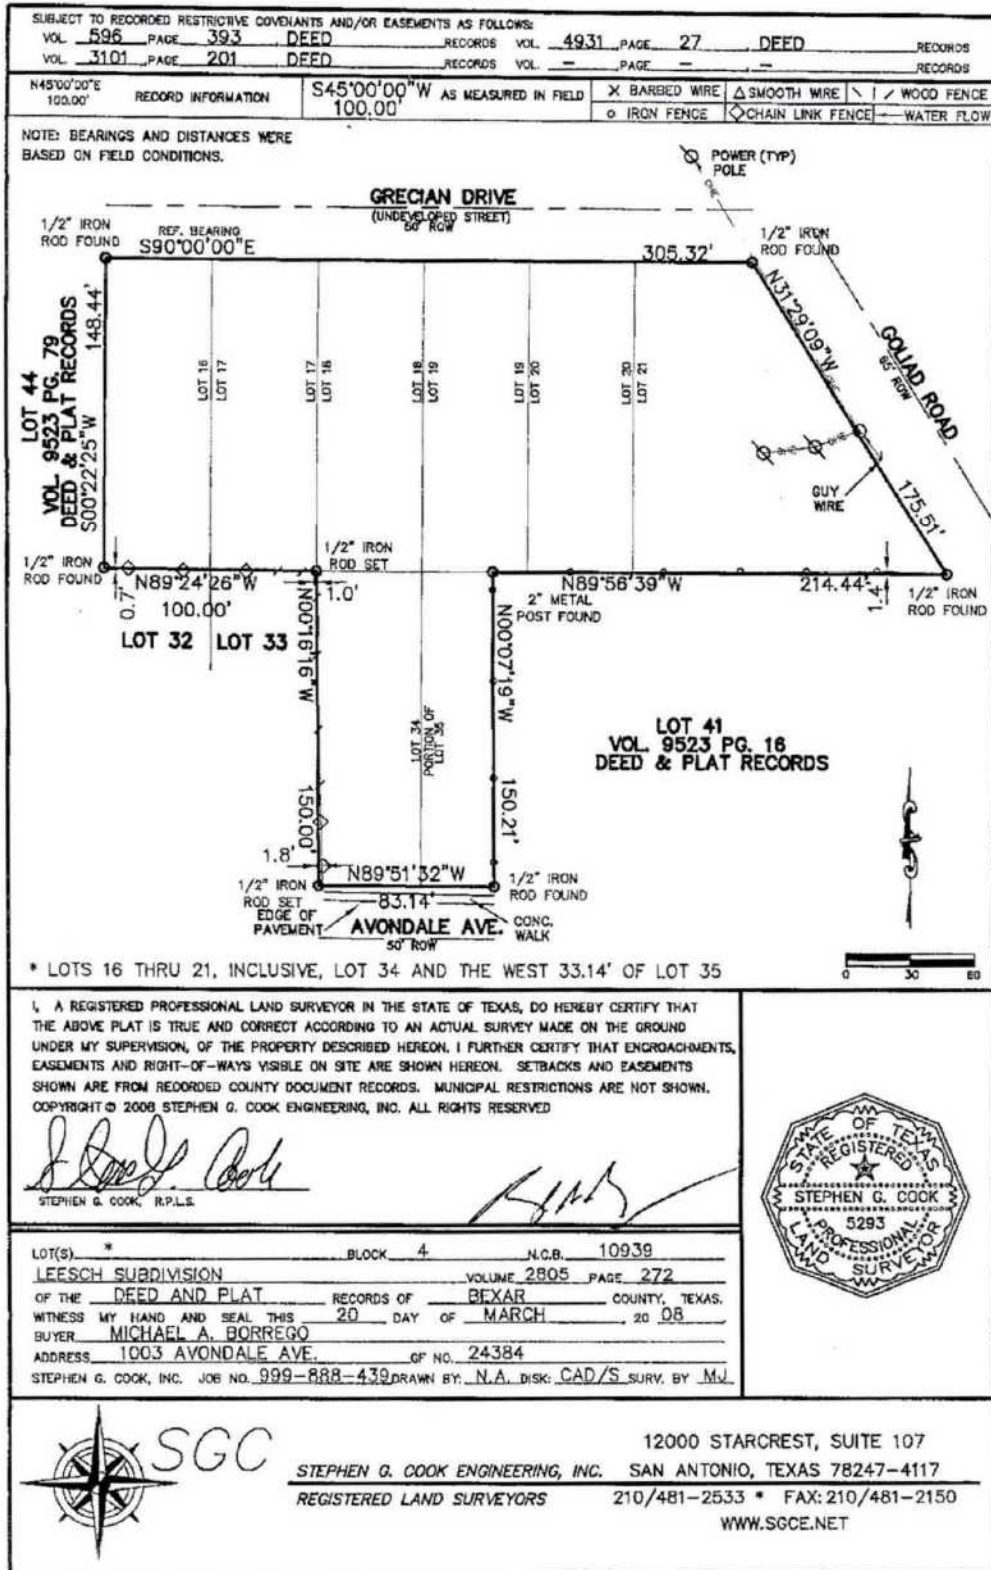 SUBJECT TO RECORDED RESTRICTIVE COVENANTS AND/OR EASEMENTS AS FOLLOWS:
VOL. 596 PAGE 393 DEED RECORDS VOL. 4931 PAGE 27 DEED RECORDS
VOL. 3101 PAGE 201 DEED RECORDS VOL. — PAGE — — RECORDS
N45°00'00"E 100.00' RECORD INFORMATION
S45°00'00"W 100.00' AS MEASURED IN FIELD
X BARBED WIRE △ SMOOTH WIRE \ | / WOOD FENCE
o IRON FENCE ◇ CHAIN LINK FENCE — WATER FLOW
NOTE: BEARINGS AND DISTANCES WERE
BASED ON FIELD CONDITIONS.
POWER (TYP)
POLE
OHE
GRECIAN DRIVE
(UNDEVELOPED STREET)
60' ROW
1/2" IRON
ROD FOUND
REF. BEARING
S90°00'00"E
305.32'
1/2" IRON
ROD FOUND
N31°29'09"W
175.51'
GOLIAD ROAD
65' ROW
LOT 44
VOL. 9523 PG. 79
DEED & PLAT RECORDS
S00°22'25"W
148.44'
LOT 16
LOT 17
LOT 17
LOT 18
LOT 18
LOT 19
LOT 19
LOT 20
LOT 20
LOT 21
OHE
OHE
OHE
GUY
WIRE
1/2" IRON
ROD FOUND
N89°24'26"W
100.00'
0.7'
1/2" IRON
ROD SET
1.0'
2" METAL
POST FOUND
N89°56'39"W
214.44'
1.4'
1/2" IRON
ROD FOUND
LOT 32 LOT 33
N00°16'16"W
150.00'
LOT 34
PORTION OF
LOT 35
N00°07'19"W
150.21'
LOT 41
VOL. 9523 PG. 16
DEED & PLAT RECORDS
1.8'
N89°51'32"W
83.14'
1/2" IRON
ROD SET
1/2" IRON
ROD FOUND
EDGE OF
PAVEMENT
AVONDALE AVE.
50' ROW
CONC.
WALK
0 30 60
* LOTS 16 THRU 21, INCLUSIVE, LOT 34 AND THE WEST 33.14' OF LOT 35
I, A REGISTERED PROFESSIONAL LAND SURVEYOR IN THE STATE OF TEXAS, DO HEREBY CERTIFY THAT
THE ABOVE PLAT IS TRUE AND CORRECT ACCORDING TO AN ACTUAL SURVEY MADE ON THE GROUND
UNDER MY SUPERVISION, OF THE PROPERTY DESCRIBED HEREON. I FURTHER CERTIFY THAT ENCROACHMENTS,
EASEMENTS AND RIGHT-OF-WAYS VISIBLE ON SITE ARE SHOWN HEREON. SETBACKS AND EASEMENTS
SHOWN ARE FROM RECORDED COUNTY DOCUMENT RECORDS. MUNICIPAL RESTRICTIONS ARE NOT SHOWN.
COPYRIGHT © 2008 STEPHEN G. COOK ENGINEERING, INC. ALL RIGHTS RESERVED
STEPHEN G. COOK, R.P.L.S.
STATE OF TEXAS
REGISTERED
STEPHEN G. COOK
5293
PROFESSIONAL
LAND SURVEYOR
LOT(S) * BLOCK 4 N.C.B. 10939
LEESCH SUBDIVISION VOLUME 2805 PAGE 272
OF THE DEED AND PLAT RECORDS OF BEXAR COUNTY, TEXAS.
WITNESS MY HAND AND SEAL THIS 20 DAY OF MARCH, 20 08
BUYER MICHAEL A. BORREGO
ADDRESS 1003 AVONDALE AVE. GF NO. 24384
STEPHEN G. COOK, INC. JOB NO. 999-888-439 DRAWN BY: N.A. DISK: CAD/S SURV. BY MJ
SGC
STEPHEN G. COOK ENGINEERING, INC.
REGISTERED LAND SURVEYORS
12000 STARCREST, SUITE 107
SAN ANTONIO, TEXAS 78247-4117
210/481-2533 * FAX: 210/481-2150
WWW.SGCE.NET